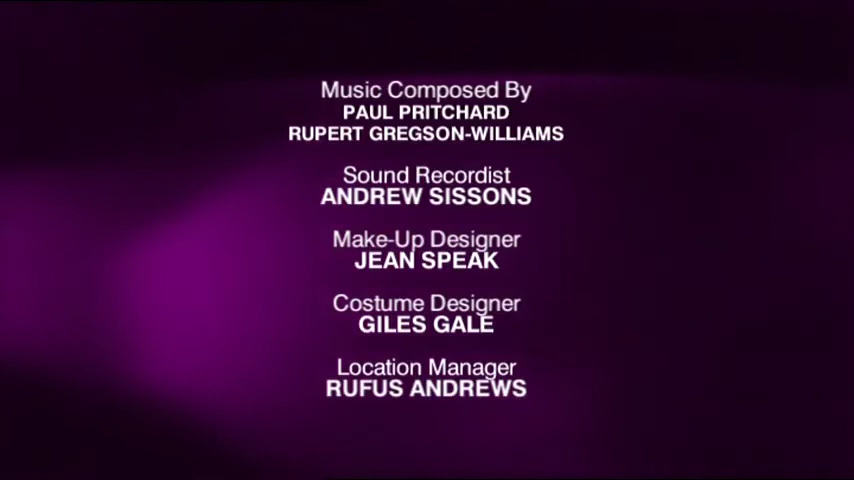 Music Composed By
PAUL PRITCHARD
RUPERT GREGSON-WILLIAMS
Sound Recordist
ANDREW SISSONS
Make-Up Designer
JEAN SPEAK
Costume Designer
GILES GALE
Location Manager
RUFUS ANDREWS